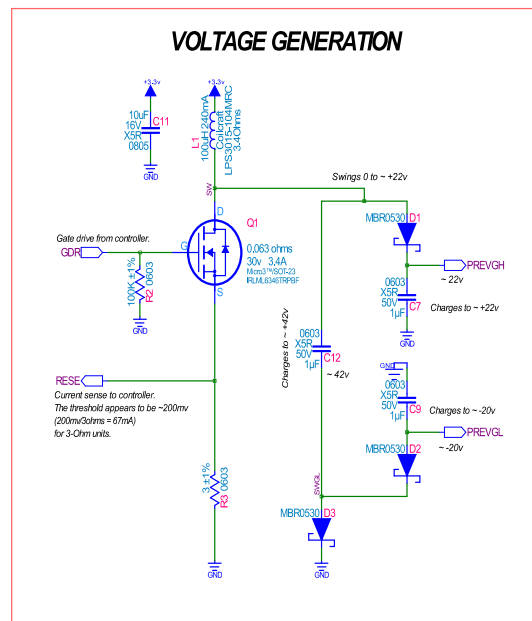 VOLTAGE GENERATION
+3.3v
+3.3v
10uF
16V
X5R
0805
C11
GND
L1
100uH 240mA
Coilcraft
LPS3015-104MRC
3.4Ohms
SW
Swings 0 to ~ +22v
D
Q1
G
S
0.063 ohms
30v 3,4A
Micro3™/SOT-23
IRLML6346TRPBF
Gate drive from controller.
GDR
100K ±1%
R2 0603
GND
MBR0530
D1
PREVGH
~ 22v
0603
X5R
50V
1µF
C7
Charges to ~ +22v
GND
Charges to ~ +42v
0603
X5R
50V
1µF
C12
~ 42v
GND
0603
X5R
50V
1µF
C9
Charges to ~ -20v
PREVGL
~ -20v
MBR0530
D2
RESE
Current sense to controller.
The threshold appears to be ~200mv
(200mv/3ohms = 67mA)
for 3-Ohm units.
3 ±1%
R3 0603
GND
SWGL
MBR0530
D3
GND